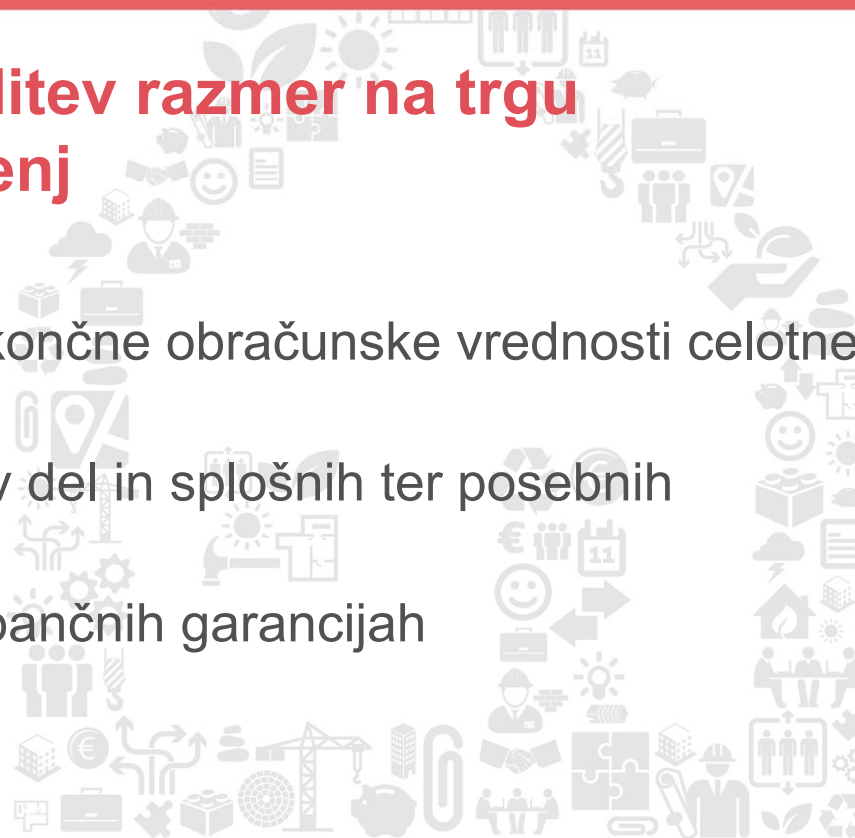 litev razmer na trgu
enj
končne obračunske vrednosti celotne
v del in splošnih ter posebnih
bančnih garancijah